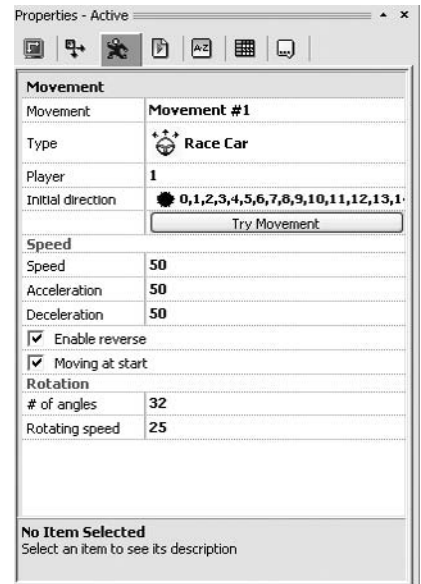 Properties - Active
A-Z
Movement
Movement Movement #1
Type Race Car
Player 1
Initial direction 0,1,2,3,4,5,6,7,8,9,10,11,12,13,1
Try Movement
Speed
Speed 50
Acceleration 50
Deceleration 50
Enable reverse
Moving at start
Rotation
# of angles 32
Rotating speed 25
No Item Selected
Select an item to see its description